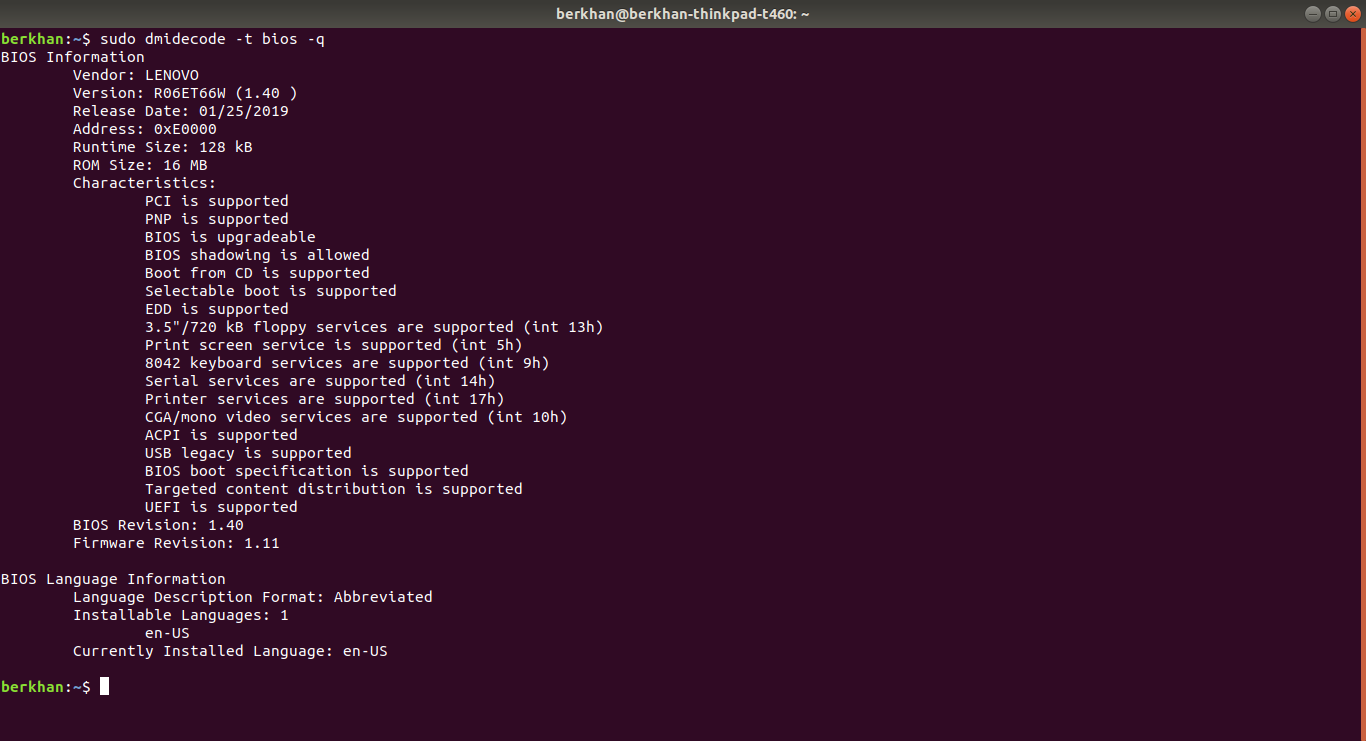 berkhan@berkhan-thinkpad-t460: ~
berkhan:~$ sudo dmidecode -t bios -q
BIOS Information
        Vendor: LENOVO
        Version: R06ET66W (1.40 )
        Release Date: 01/25/2019
        Address: 0xE0000
        Runtime Size: 128 kB
        ROM Size: 16 MB
        Characteristics:
                PCI is supported
                PNP is supported
                BIOS is upgradeable
                BIOS shadowing is allowed
                Boot from CD is supported
                Selectable boot is supported
                EDD is supported
                3.5"/720 kB floppy services are supported (int 13h)
                Print screen service is supported (int 5h)
                8042 keyboard services are supported (int 9h)
                Serial services are supported (int 14h)
                Printer services are supported (int 17h)
                CGA/mono video services are supported (int 10h)
                ACPI is supported
                USB legacy is supported
                BIOS boot specification is supported
                Targeted content distribution is supported
                UEFI is supported
        BIOS Revision: 1.40
        Firmware Revision: 1.11

BIOS Language Information
        Language Description Format: Abbreviated
        Installable Languages: 1
                en-US
        Currently Installed Language: en-US

berkhan:~$